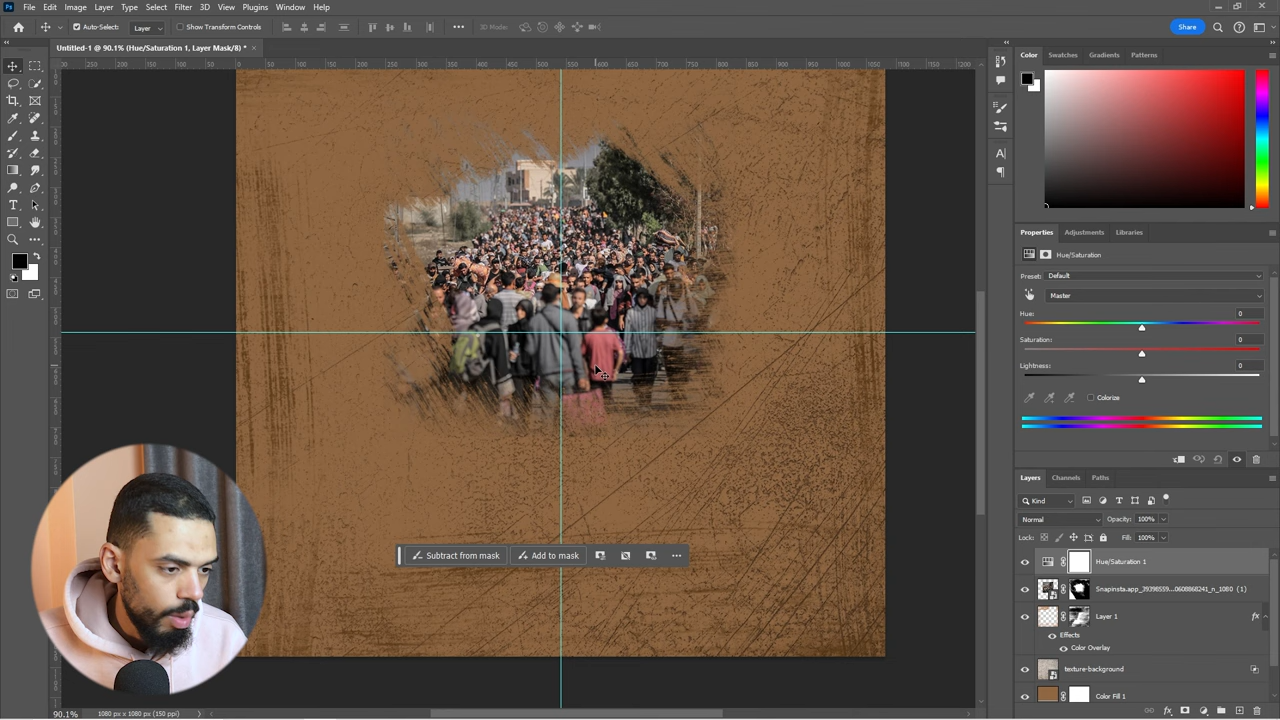 Ps File Edit Image Layer Type Select Filter 3D View Plugins Window Help
Auto-Select: Layer Show Transform Controls 3D Mode: Share
Untitled-1 @ 90.1% (Hue/Saturation 1, Layer Mask/8) *
Color Swatches Gradients Patterns
Properties Adjustments Libraries
Hue/Saturation
Preset: Default
Master
Hue: 0
Saturation: 0
Lightness: 0
Colorize
Layers Channels Paths
Kind
Normal Opacity: 100%
Lock: Fill: 100%
Hue/Saturation 1
Snapinsta.app_39398559...0608868241_n_1080 (1)
Layer 1 fx
Effects
Color Overlay
texture-background
Color Fill 1
Subtract from mask Add to mask
90.1% 1080 px x 1080 px (150 ppi)